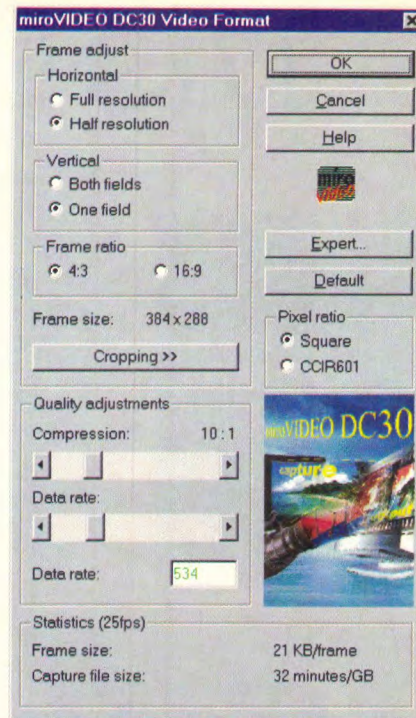 miroVIDEO DC30 Video Format
Frame adjust
Horizontal
Full resolution
Half resolution
Vertical
Both fields
One field
Frame ratio
4:3 16:9
Frame size: 384 x 288
Cropping >>
OK
Cancel
Help
miro
VIDEO
Expert...
Default
Pixel ratio
Square
CCIR601
Quality adjustments
Compression: 10 : 1
Data rate:
Data rate: 534
miroVIDEO DC30
capture
Statistics (25fps)
Frame size: 21 KB/frame
Capture file size: 32 minutes/GB